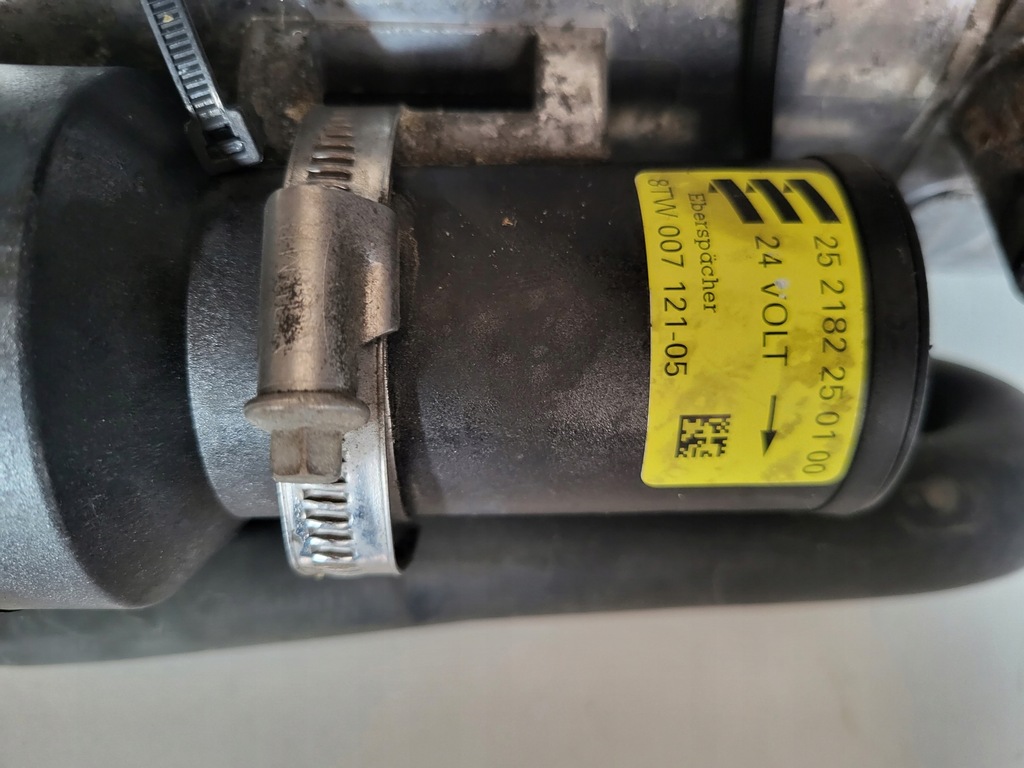 25 2182 25 01 00
24 VOLT
Eberspächer
8TW 007 121-05